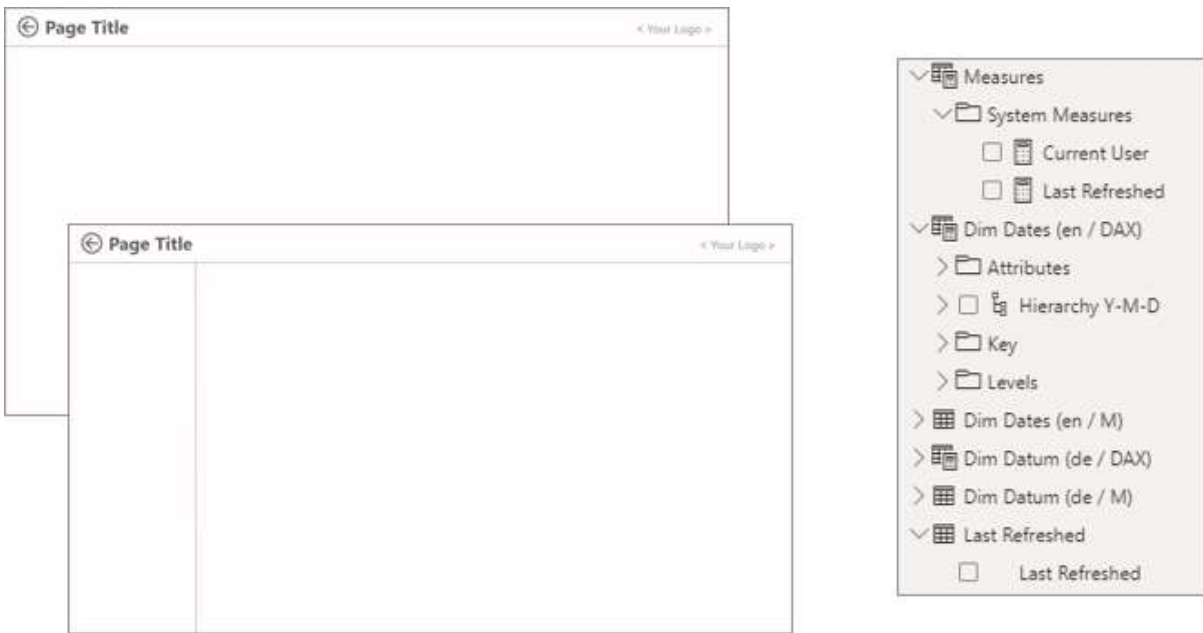 Page Title
< Your Logo >
Page Title
< Your Logo >
Measures
System Measures
Current User
Last Refreshed
Dim Dates (en / DAX)
Attributes
Hierarchy Y-M-D
Key
Levels
Dim Dates (en / M)
Dim Datum (de / DAX)
Dim Datum (de / M)
Last Refreshed
Last Refreshed